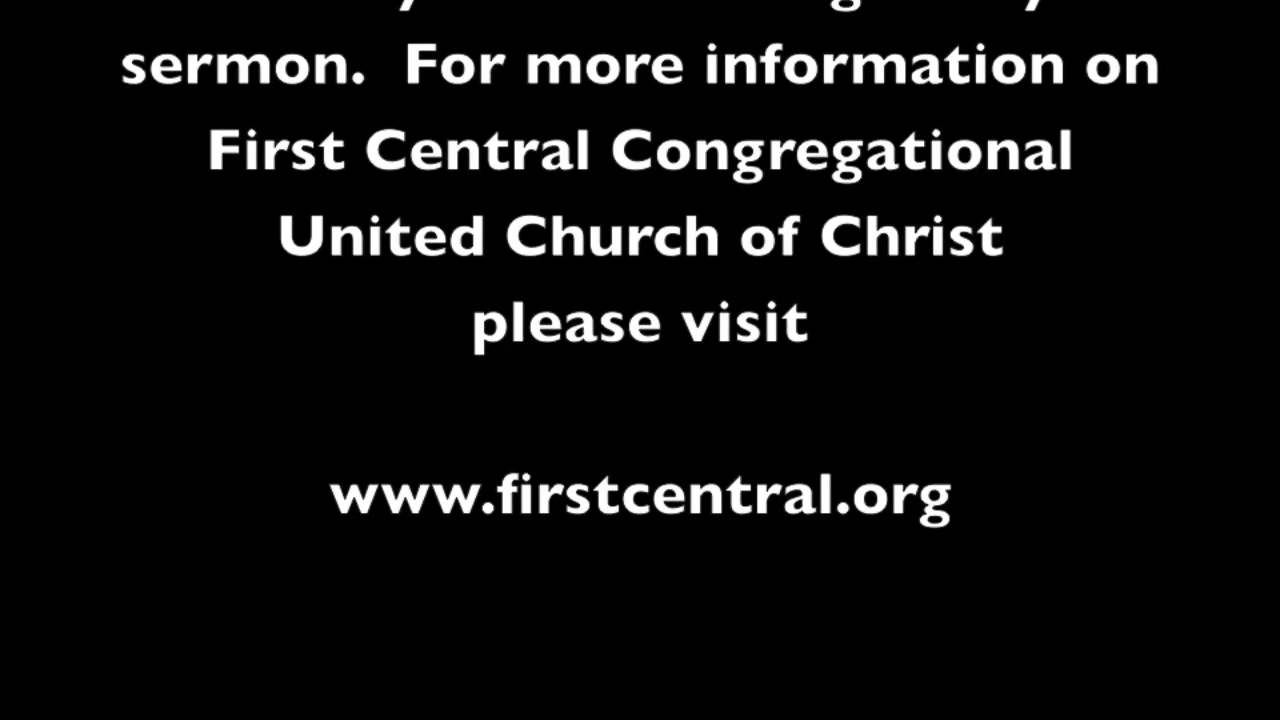 sermon.  For more information on
First Central Congregational
United Church of Christ
please visit
www.firstcentral.org